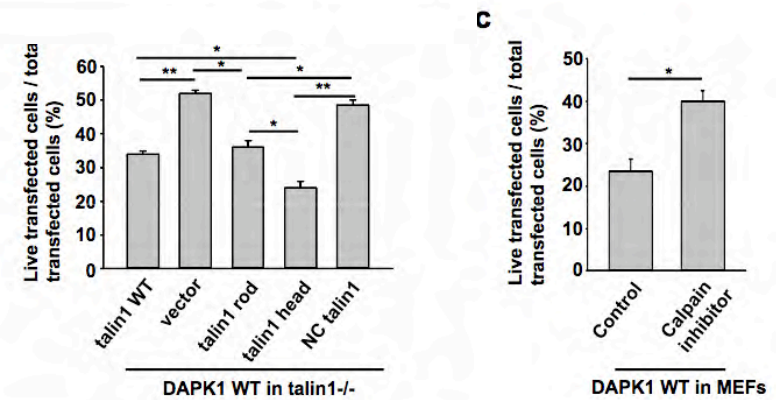 C
Live transfected cells / tota
transfected cells (%)
60
50
40
30
20
10
0
*
**
*
*
**
*
talin1 WT
vector
talin1 rod
talin1 head
NC talin1
DAPK1 WT in talin1-/-
Live transfected cells / total
transfected cells (%)
50
40
30
20
10
0
*
Control
Calpain
inhibitor
DAPK1 WT in MEFs